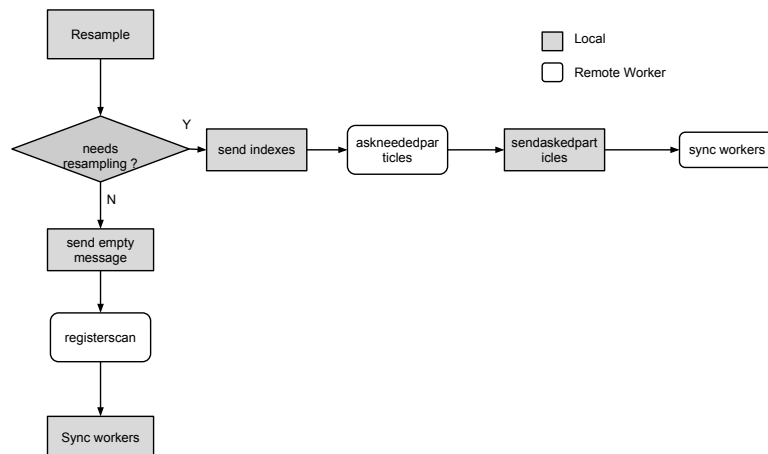 Resample
Local
Remote Worker
Y
needs
resampling ?
send indexes
askneededpar
ticles
sendaskedpart
icles
sync workers
N
send empty
message
registerscan
Sync workers